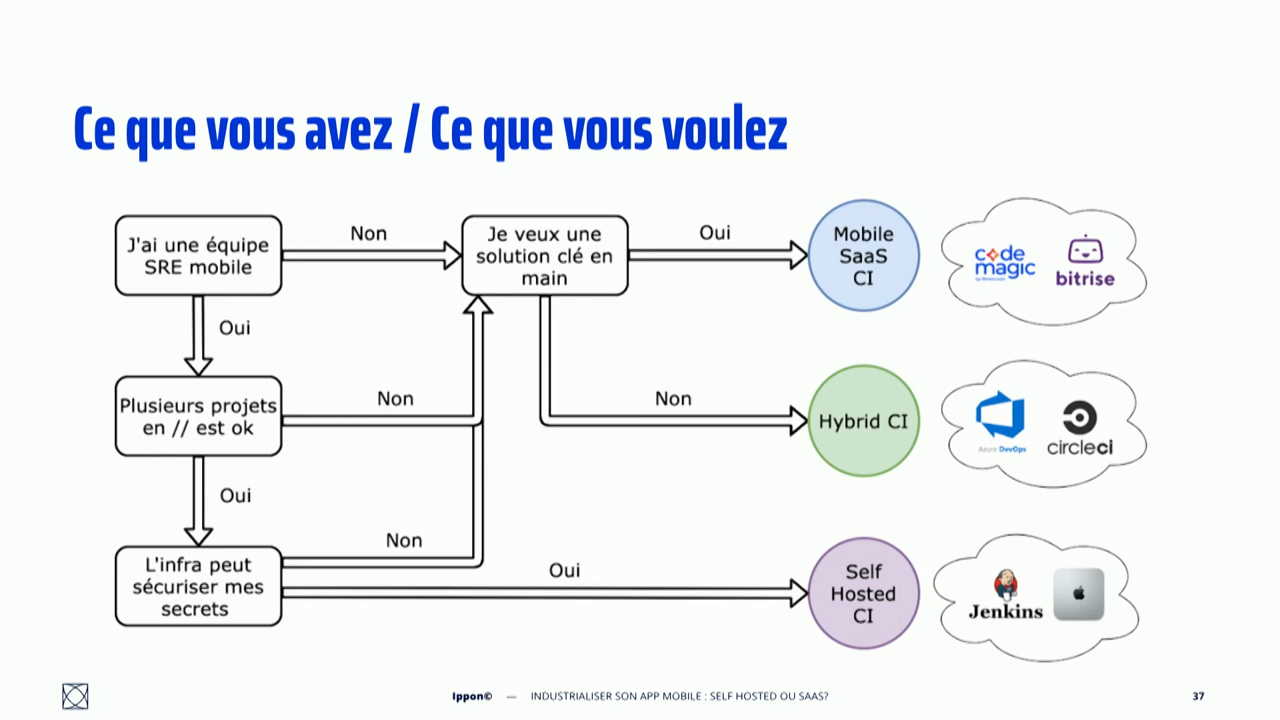 Ce que vous avez / Ce que vous voulez
J'ai une équipe
SRE mobile
Non
Je veux une
solution clé en
main
Oui
Mobile
SaaS
CI
code
magic
bitrise
Oui
Plusieurs projets
en // est ok
Non
Non
Hybrid CI
Azure DevOps
circleci
Oui
L'infra peut
sécuriser mes
secrets
Non
Oui
Self
Hosted
CI
Jenkins
Ippon© — INDUSTRIALISER SON APP MOBILE : SELF HOSTED OU SAAS?
37